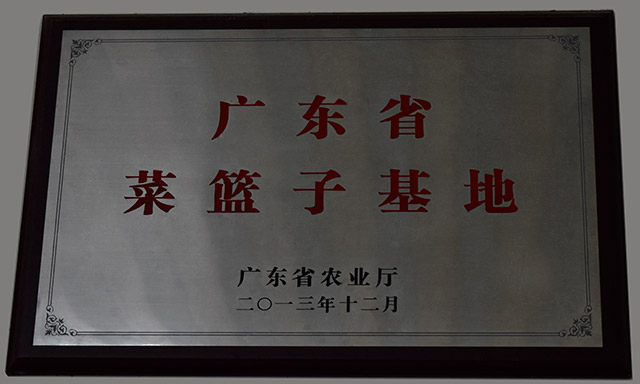 广东省
菜篮子基地
广东省农业厅
二〇一三年十二月